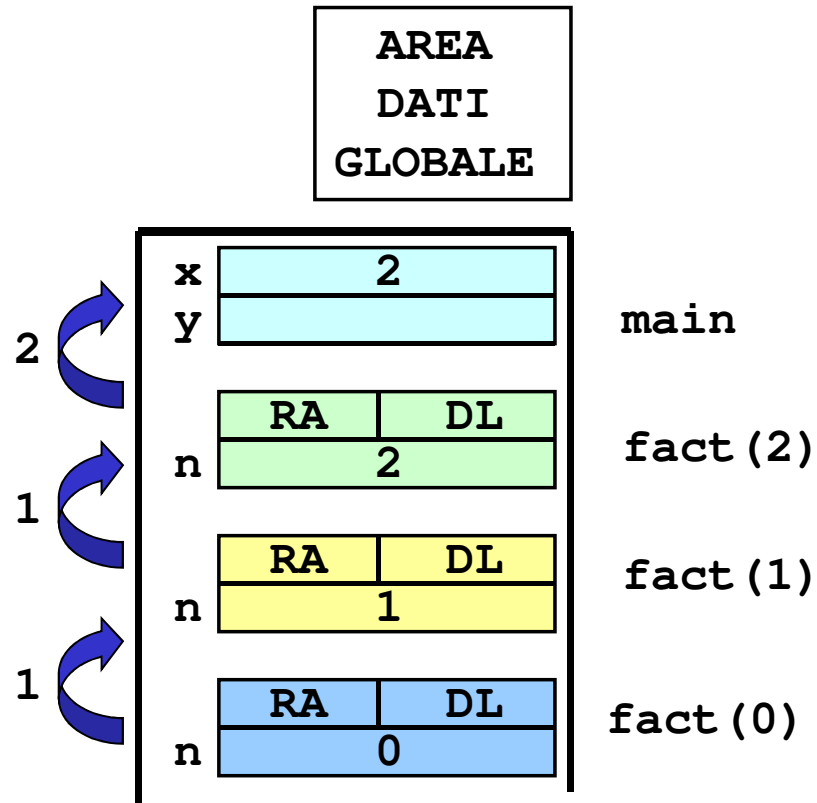 AREA
DATI
GLOBALE
x 2
y main
2
RA DL
n 2 fact(2)
1
RA DL
n 1 fact(1)
1
RA DL
n 0 fact(0)